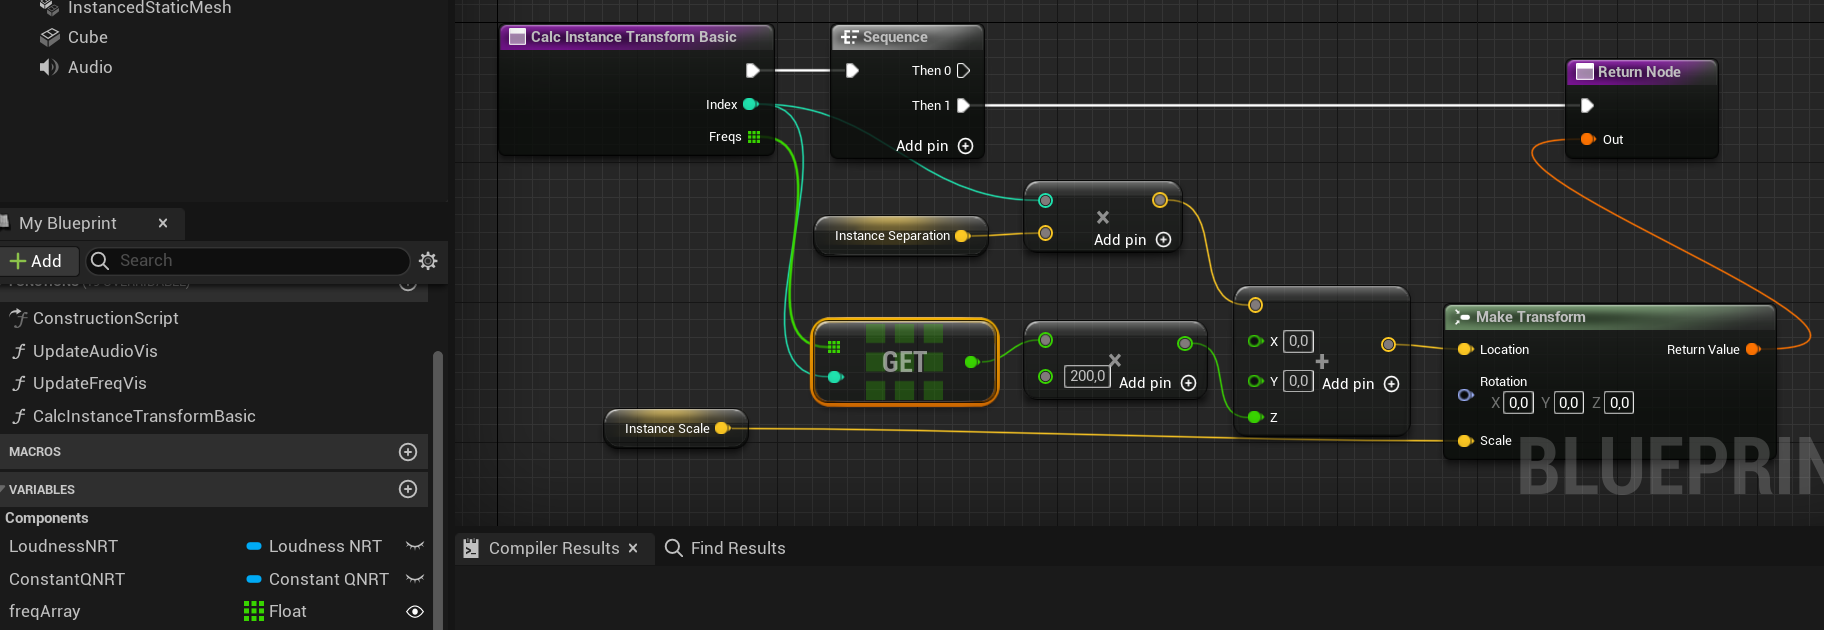 InstancedStaticMesh
Cube
Audio
My Blueprint
Add
Search
ConstructionScript
UpdateAudioVis
UpdateFreqVis
CalcInstanceTransformBasic
MACROS
VARIABLES
Components
LoudnessNRT Loudness NRT
ConstantQNRT Constant QNRT
freqArray Float
Calc Instance Transform Basic
Index
Freqs
Sequence
Then 0
Then 1
Add pin
Return Node
Out
Instance Separation
Add pin
GET
200,0
Add pin
X 0,0
Y 0,0
Add pin
Z
Instance Scale
Make Transform
Location Return Value
Rotation
X 0,0 Y 0,0 Z 0,0
Scale
Compiler Results
Find Results